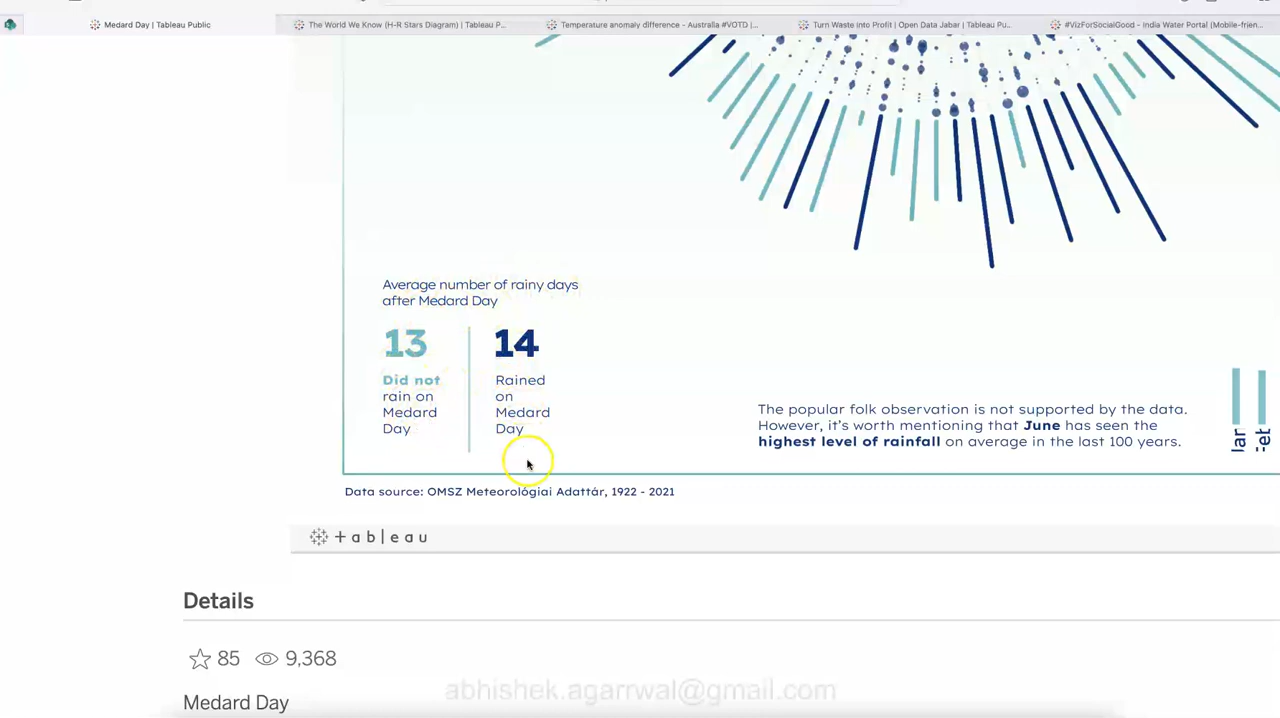 Medard Day | Tableau Public
The World We Know (H-R Stars Diagram) | Tableau P...
Temperature anomaly difference - Australia #VOTD |...
Turn Waste into Profit | Open Data Jabar | Tableau Pu...
#VizForSocialGood - India Water Portal (Mobile-frien...
Average number of rainy days
after Medard Day
13
Did not
rain on
Medard
Day
14
Rained
on
Medard
Day
The popular folk observation is not supported by the data.
However, it's worth mentioning that June has seen the
highest level of rainfall on average in the last 100 years.
Jar
Data source: OMSZ Meteorológiai Adattár, 1922 - 2021
+ a b | e a u
Details
85
9,368
abhishek.agarrwal@gmail.com
Medard Day